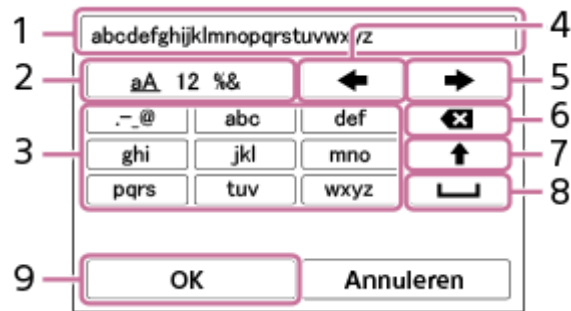 1 abcdefghijklmnopqrstuvwxyz 4
2 aA 12 %& 5
.-_@ abc def 6
3 ghi jkl mno 7
pqrs tuv wxyz 8
9 OK Annuleren